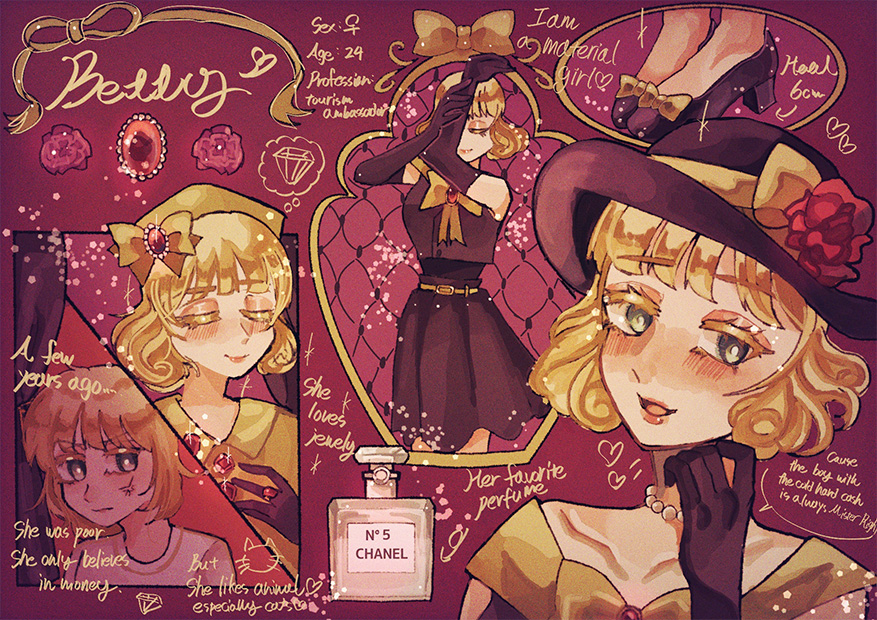 Betty
Sex: ♀
Age: 24
Profession:
tourism
ambassador
I am
a material
girl♡
Heel
6cm
A few
years ago...
She was poor
She only believes
in money.
But
She likes animal♡
especially cats
She
loves
jewely
Her favorite
perfume
N° 5
CHANEL
Cause
the boy with
the cold hard cash
is always Mister Right